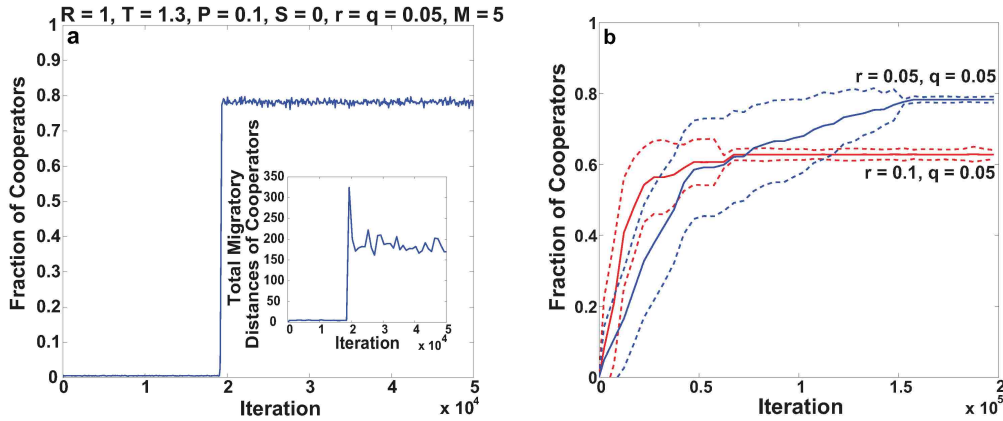 R = 1, T = 1.3, P = 0.1, S = 0, r = q = 0.05, M = 5
a
Fraction of Cooperators
1
0.9
0.8
0.7
0.6
0.5
0.4
0.3
0.2
0.1
0
0
1
2
3
4
5
x 10^4
Iteration
Total Migratory
Distances of Cooperators
350
300
250
200
150
100
50
0
0
1
2
3
4
5
Iteration
x 10^4
b
Fraction of Cooperators
1
0.8
0.6
0.4
0.2
0
0
0.5
1
1.5
2
x 10^5
Iteration
r = 0.05, q = 0.05
r = 0.1, q = 0.05